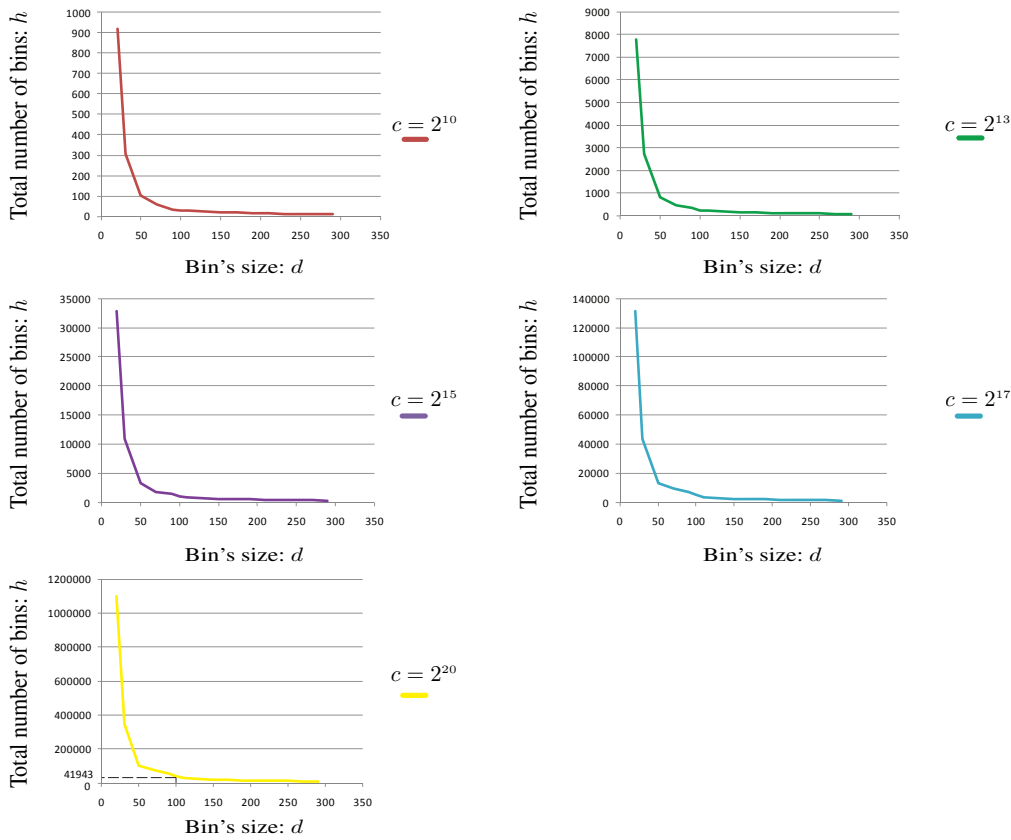 Total number of bins: h
1000
900
800
700
600
500
400
300
200
100
0
0 50 100 150 200 250 300 350
Bin's size: d
c = 2^10
Total number of bins: h
9000
8000
7000
6000
5000
4000
3000
2000
1000
0
0 50 100 150 200 250 300 350
Bin's size: d
c = 2^13
Total number of bins: h
35000
30000
25000
20000
15000
10000
5000
0
0 50 100 150 200 250 300 350
Bin's size: d
c = 2^15
Total number of bins: h
140000
120000
100000
80000
60000
40000
20000
0
0 50 100 150 200 250 300 350
Bin's size: d
c = 2^17
Total number of bins: h
1200000
1000000
800000
600000
400000
200000
41943
0
0 50 100 150 200 250 300 350
Bin's size: d
c = 2^20